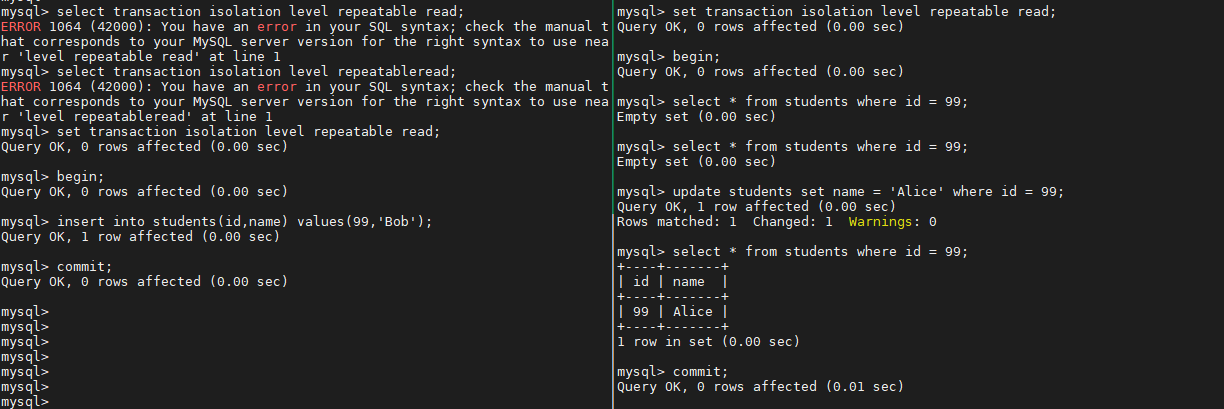 mysql> select transaction isolation level repeatable read;
ERROR 1064 (42000): You have an error in your SQL syntax; check the manual t
hat corresponds to your MySQL server version for the right syntax to use nea
r 'level repeatable read' at line 1
mysql> select transaction isolation level repeatableread;
ERROR 1064 (42000): You have an error in your SQL syntax; check the manual t
hat corresponds to your MySQL server version for the right syntax to use nea
r 'level repeatableread' at line 1
mysql> set transaction isolation level repeatable read;
Query OK, 0 rows affected (0.00 sec)
mysql> begin;
Query OK, 0 rows affected (0.00 sec)
mysql> insert into students(id,name) values(99,'Bob');
Query OK, 1 row affected (0.00 sec)
mysql> commit;
Query OK, 0 rows affected (0.00 sec)
mysql>
mysql>
mysql>
mysql>
mysql>
mysql>
mysql>
mysql> set transaction isolation level repeatable read;
Query OK, 0 rows affected (0.00 sec)
mysql> begin;
Query OK, 0 rows affected (0.00 sec)
mysql> select * from students where id = 99;
Empty set (0.00 sec)
mysql> select * from students where id = 99;
Empty set (0.00 sec)
mysql> update students set name = 'Alice' where id = 99;
Query OK, 1 row affected (0.00 sec)
Rows matched: 1  Changed: 1  Warnings: 0
mysql> select * from students where id = 99;
+----+-------+
| id | name  |
+----+-------+
| 99 | Alice |
+----+-------+
1 row in set (0.00 sec)
mysql> commit;
Query OK, 0 rows affected (0.01 sec)